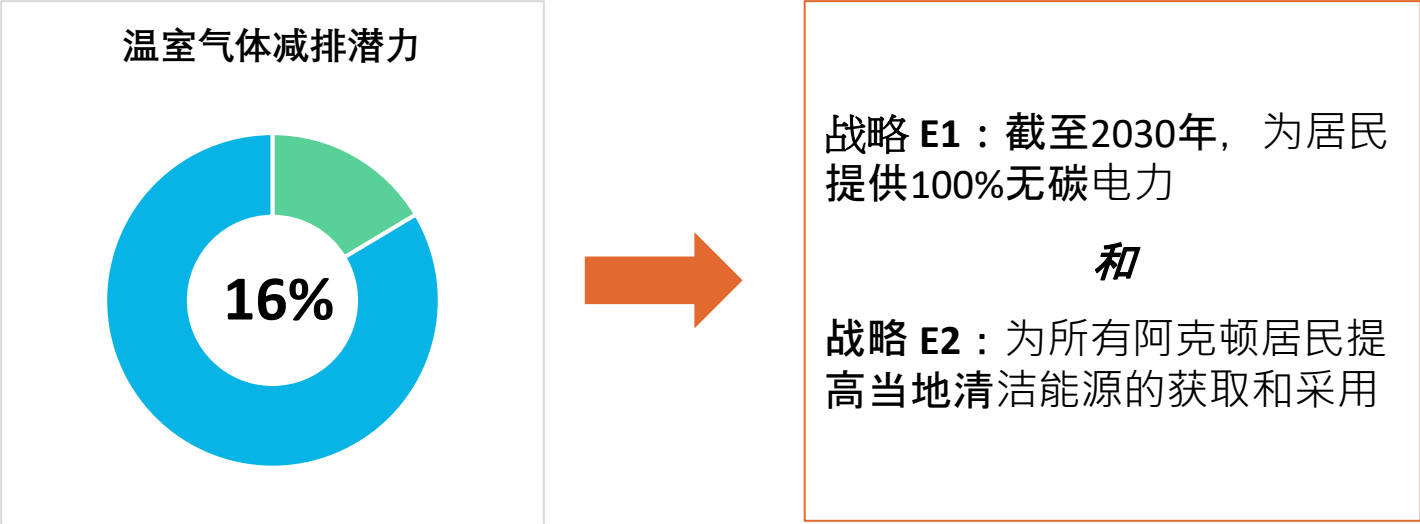 温室气体减排潜力
16%
战略 E1：截至2030年， 为居民
提供100%无碳电力
和
战略 E2：为所有阿克顿居民提
高当地清洁能源的获取和采用